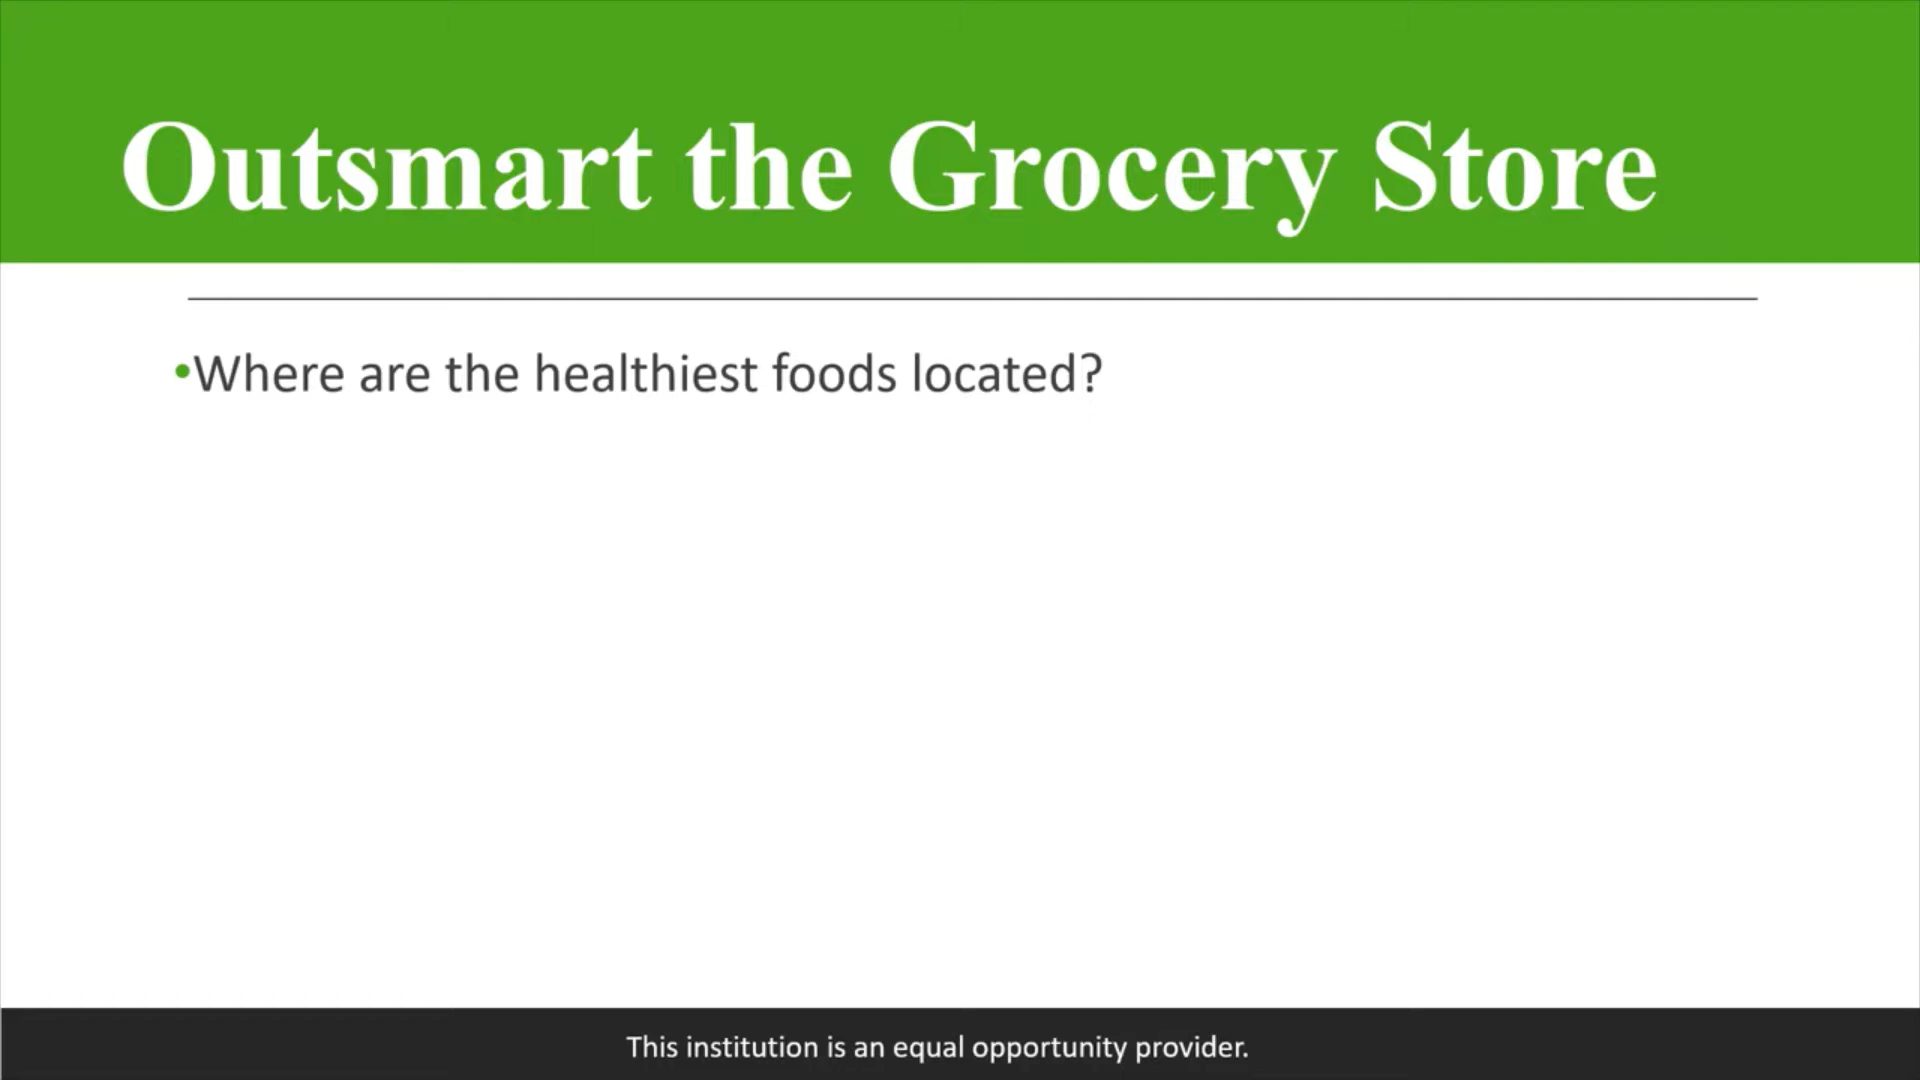 Outsmart the Grocery Store
•Where are the healthiest foods located?
This institution is an equal opportunity provider.